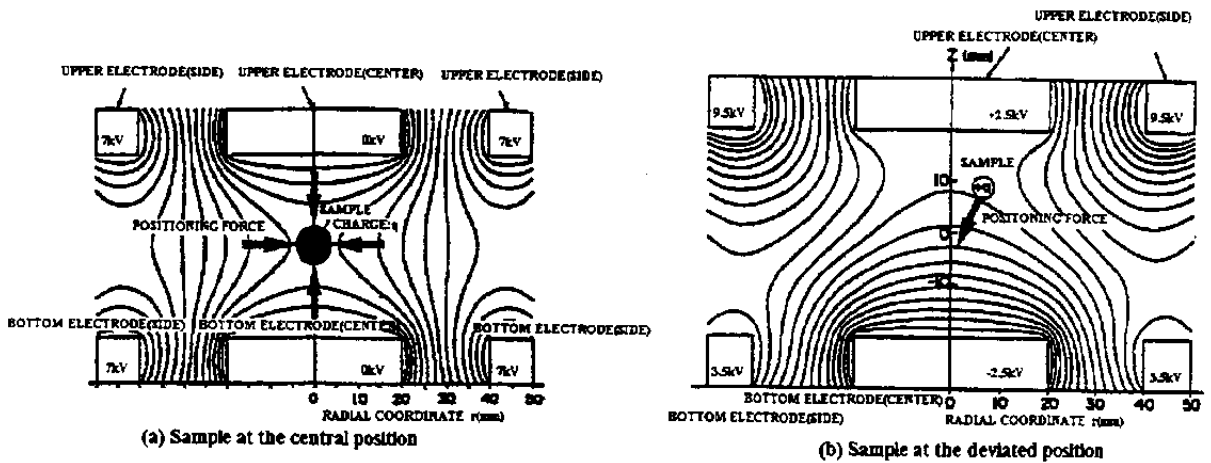 UPPER ELECTRODE(SIDE) UPPER ELECTRODE(CENTER) UPPER ELECTRODE(SIDE)
7kV 0kV 7kV
SAMPLE
POSITIONING FORCE CHARGE:q
BOTTOM ELECTRODE(SIDE) BOTTOM ELECTRODE(CENTER) BOTTOM ELECTRODE(SIDE)
7kV 0kV 7kV
0 10 20 30 40 50
RADIAL COORDINATE r(mm)
(a) Sample at the central position
UPPER ELECTRODE(SIDE)
UPPER ELECTRODE(CENTER)
Z (mm)
9.5kV +2.5kV 9.5kV
SAMPLE
10 +q
POSITIONING FORCE
0
-10
3.5kV -2.5kV 3.5kV
BOTTOM ELECTRODE(CENTER) 0 10 20 30 40 50
BOTTOM ELECTRODE(SIDE) RADIAL COORDINATE r(mm)
(b) Sample at the deviated position